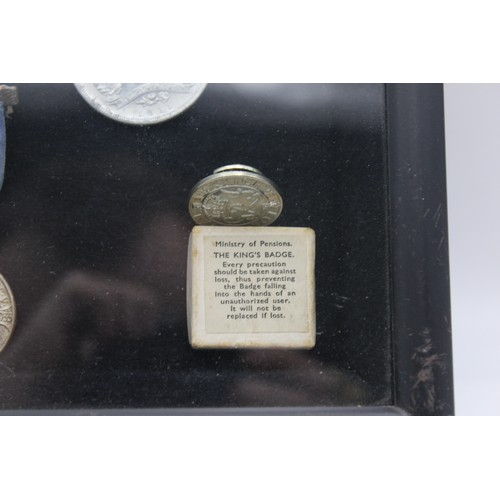 Ministry of Pensions.
THE KING'S BADGE.
Every precaution
should be taken against
loss, thus preventing
the Badge falling
into the hands of an
unauthorized user.
It will not be
replaced if lost.